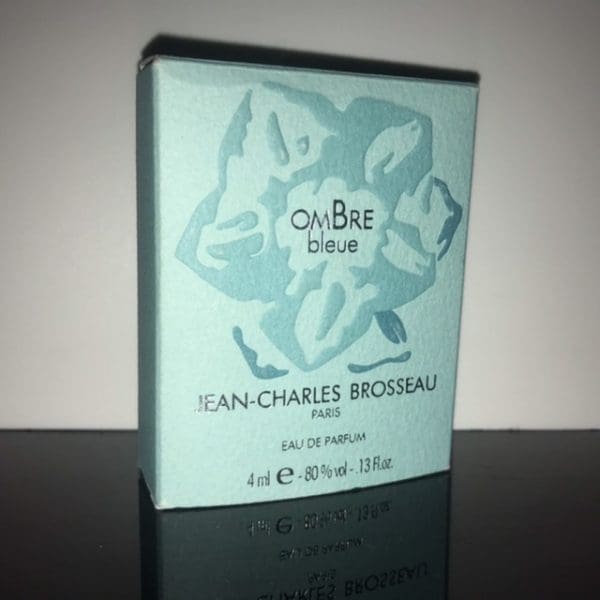 OMBRE
bleue
JEAN-CHARLES BROSSEAU
PARIS
EAU DE PARFUM
4 ml e - 80 % vol - .13 Fl.oz.